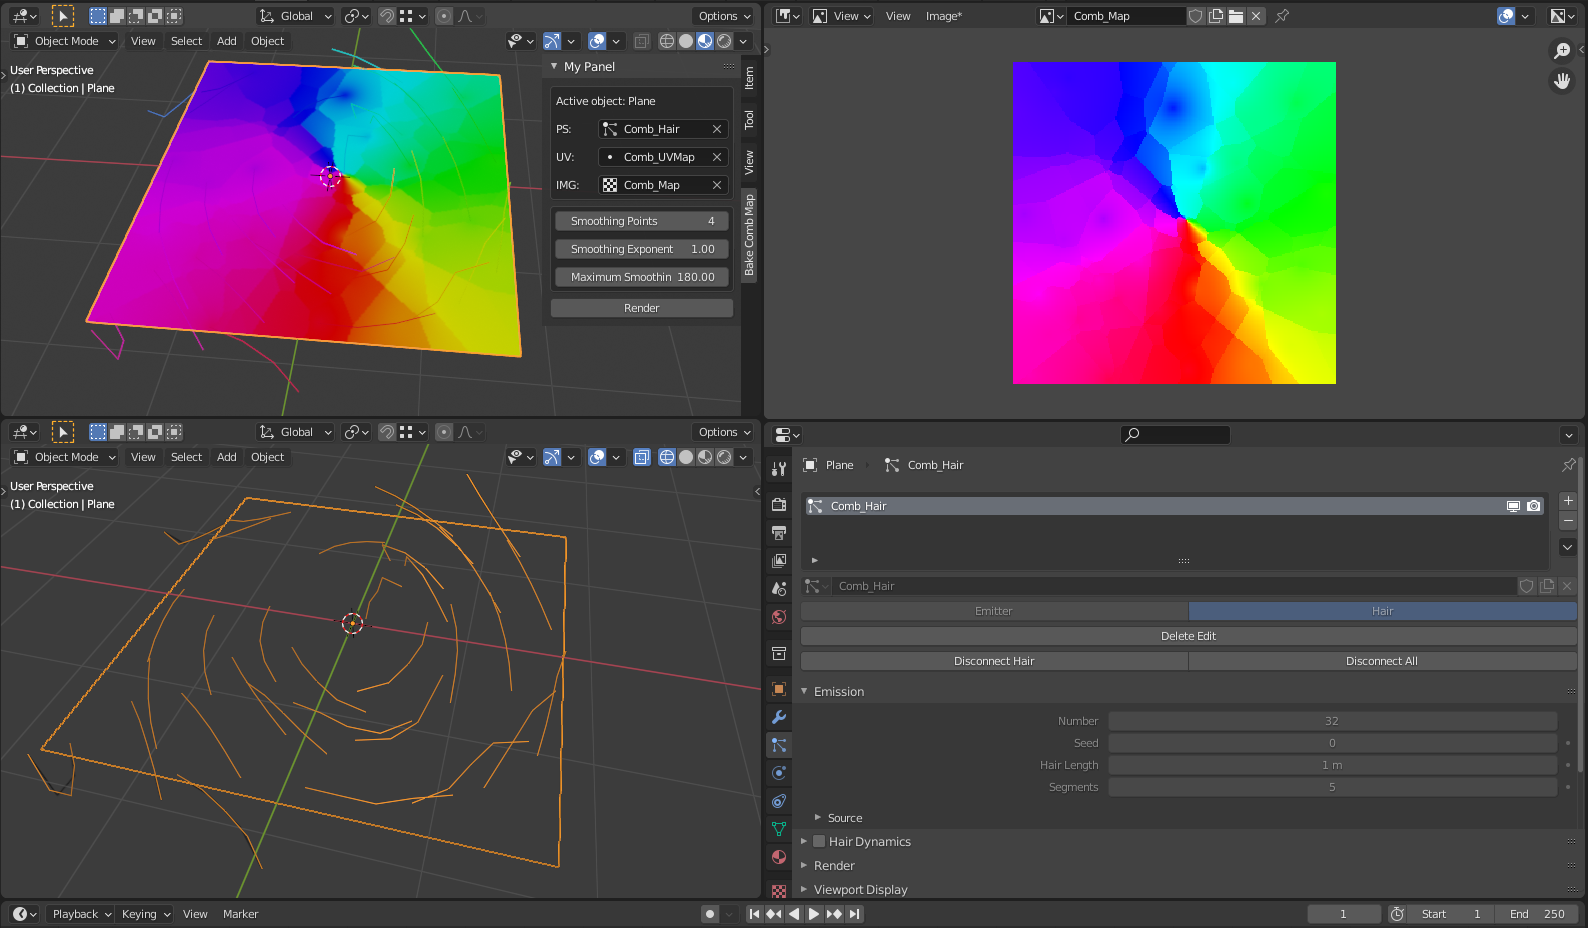 Global
Options
Object Mode
View
Select
Add
Object
User Perspective
(1) Collection | Plane
My Panel
Active object: Plane
PS:
Comb_Hair
UV:
Comb_UVMap
IMG:
Comb_Map
Smoothing Points 4
Smoothing Exponent 1.00
Maximum Smoothin 180.00
Render
Item
Tool
View
Bake Comb Map
View
View
Image*
Comb_Map
Global
Options
Object Mode
View
Select
Add
Object
User Perspective
(1) Collection | Plane
Plane
Comb_Hair
Comb_Hair
Comb_Hair
Emitter
Hair
Delete Edit
Disconnect Hair
Disconnect All
Emission
Number 32
Seed 0
Hair Length 1 m
Segments 5
Source
Hair Dynamics
Render
Viewport Display
Playback
Keying
View
Marker
1
Start 1
End 250